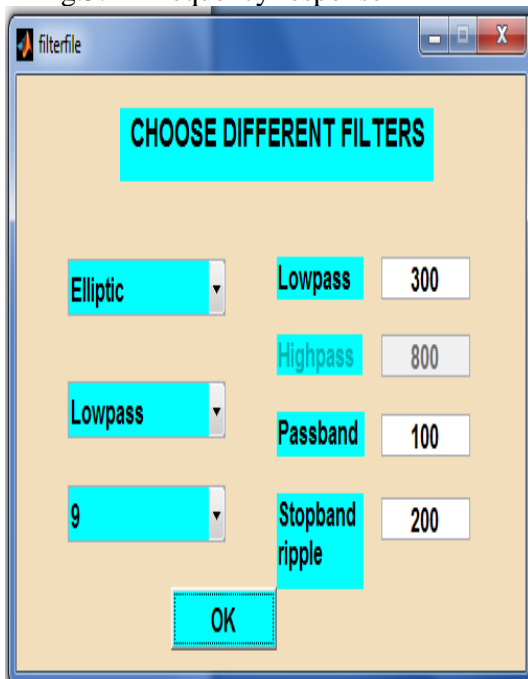 filterfile
CHOOSE DIFFERENT FILTERS
Elliptic
Lowpass
9
Lowpass 300
Highpass 800
Passband 100
Stopband
ripple
200
OK